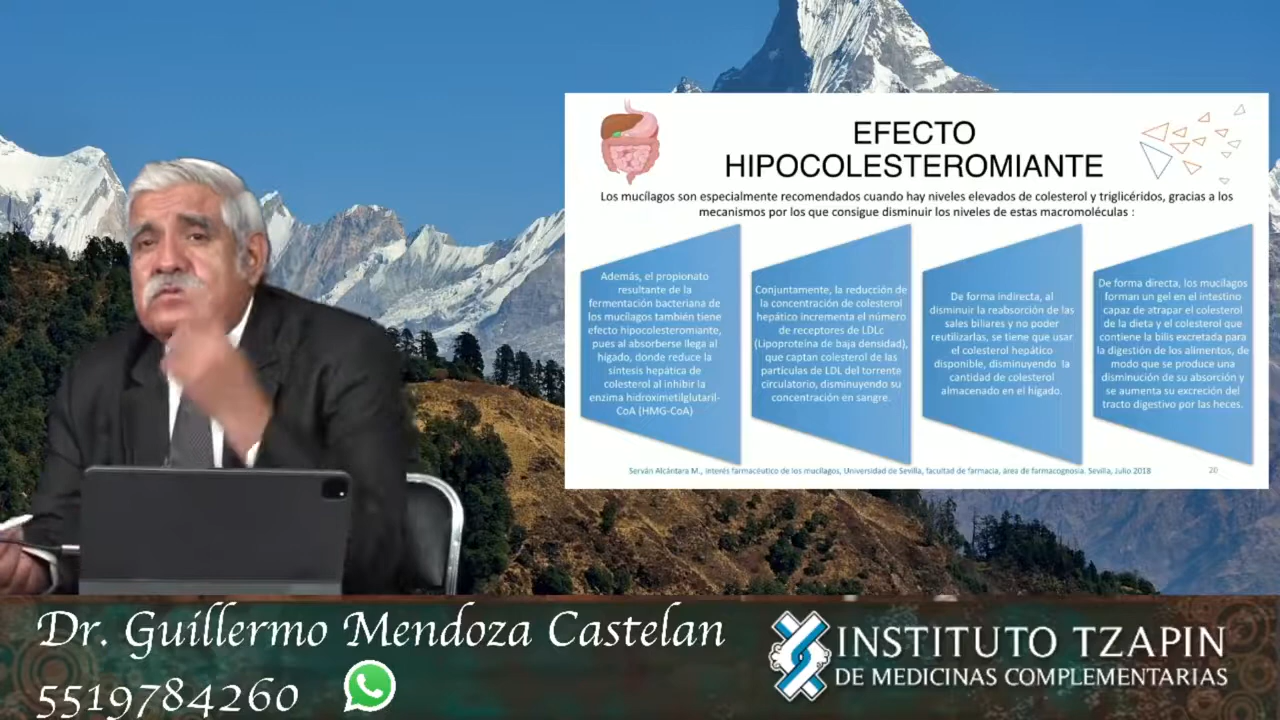 EFECTO
HIPOCOLESTEROMIANTE
Los mucílagos son especialmente recomendados cuando hay niveles elevados de colesterol y triglicéridos, gracias a los
mecanismos por los que consigue disminuir los niveles de estas macromoléculas :
Además, el propionato
resultante de la
fermentación bacteriana de
los mucílagos también tiene
efecto hipocolesteromiante,
pues al absorberse llega al
hígado, donde reduce la
síntesis hepática de
colesterol al inhibir la
enzima hidroximetilglutaril-
CoA (HMG-CoA)
Conjuntamente, la reducción de
la concentración de colesterol
hepático incrementa el número
de receptores de LDLc
(Lipoproteína de baja densidad),
que captan colesterol de las
partículas de LDL del torrente
circulatorio, disminuyendo su
concentración en sangre.
De forma indirecta, al
disminuir la reabsorción de las
sales biliares y no poder
reutilizarlas, se tiene que usar
el colesterol hepático
disponible, disminuyendo la
cantidad de colesterol
almacenado en el hígado.
De forma directa, los mucílagos
forman un gel en el intestino
capaz de atrapar el colesterol
de la dieta y el colesterol que
contiene la bilis excretada para
la digestión de los alimentos, de
modo que se produce una
disminución de su absorción y
se aumenta su excreción del
tracto digestivo por las heces.
Serván Alcántara M., Interés farmacéutico de los mucílagos, Universidad de Sevilla, facultad de farmacia, área de farmacognosia. Sevilla, Julio 2018
20
Dr. Guillermo Mendoza Castelan
5519784260
INSTITUTO TZAPIN
DE MEDICINAS COMPLEMENTARIAS